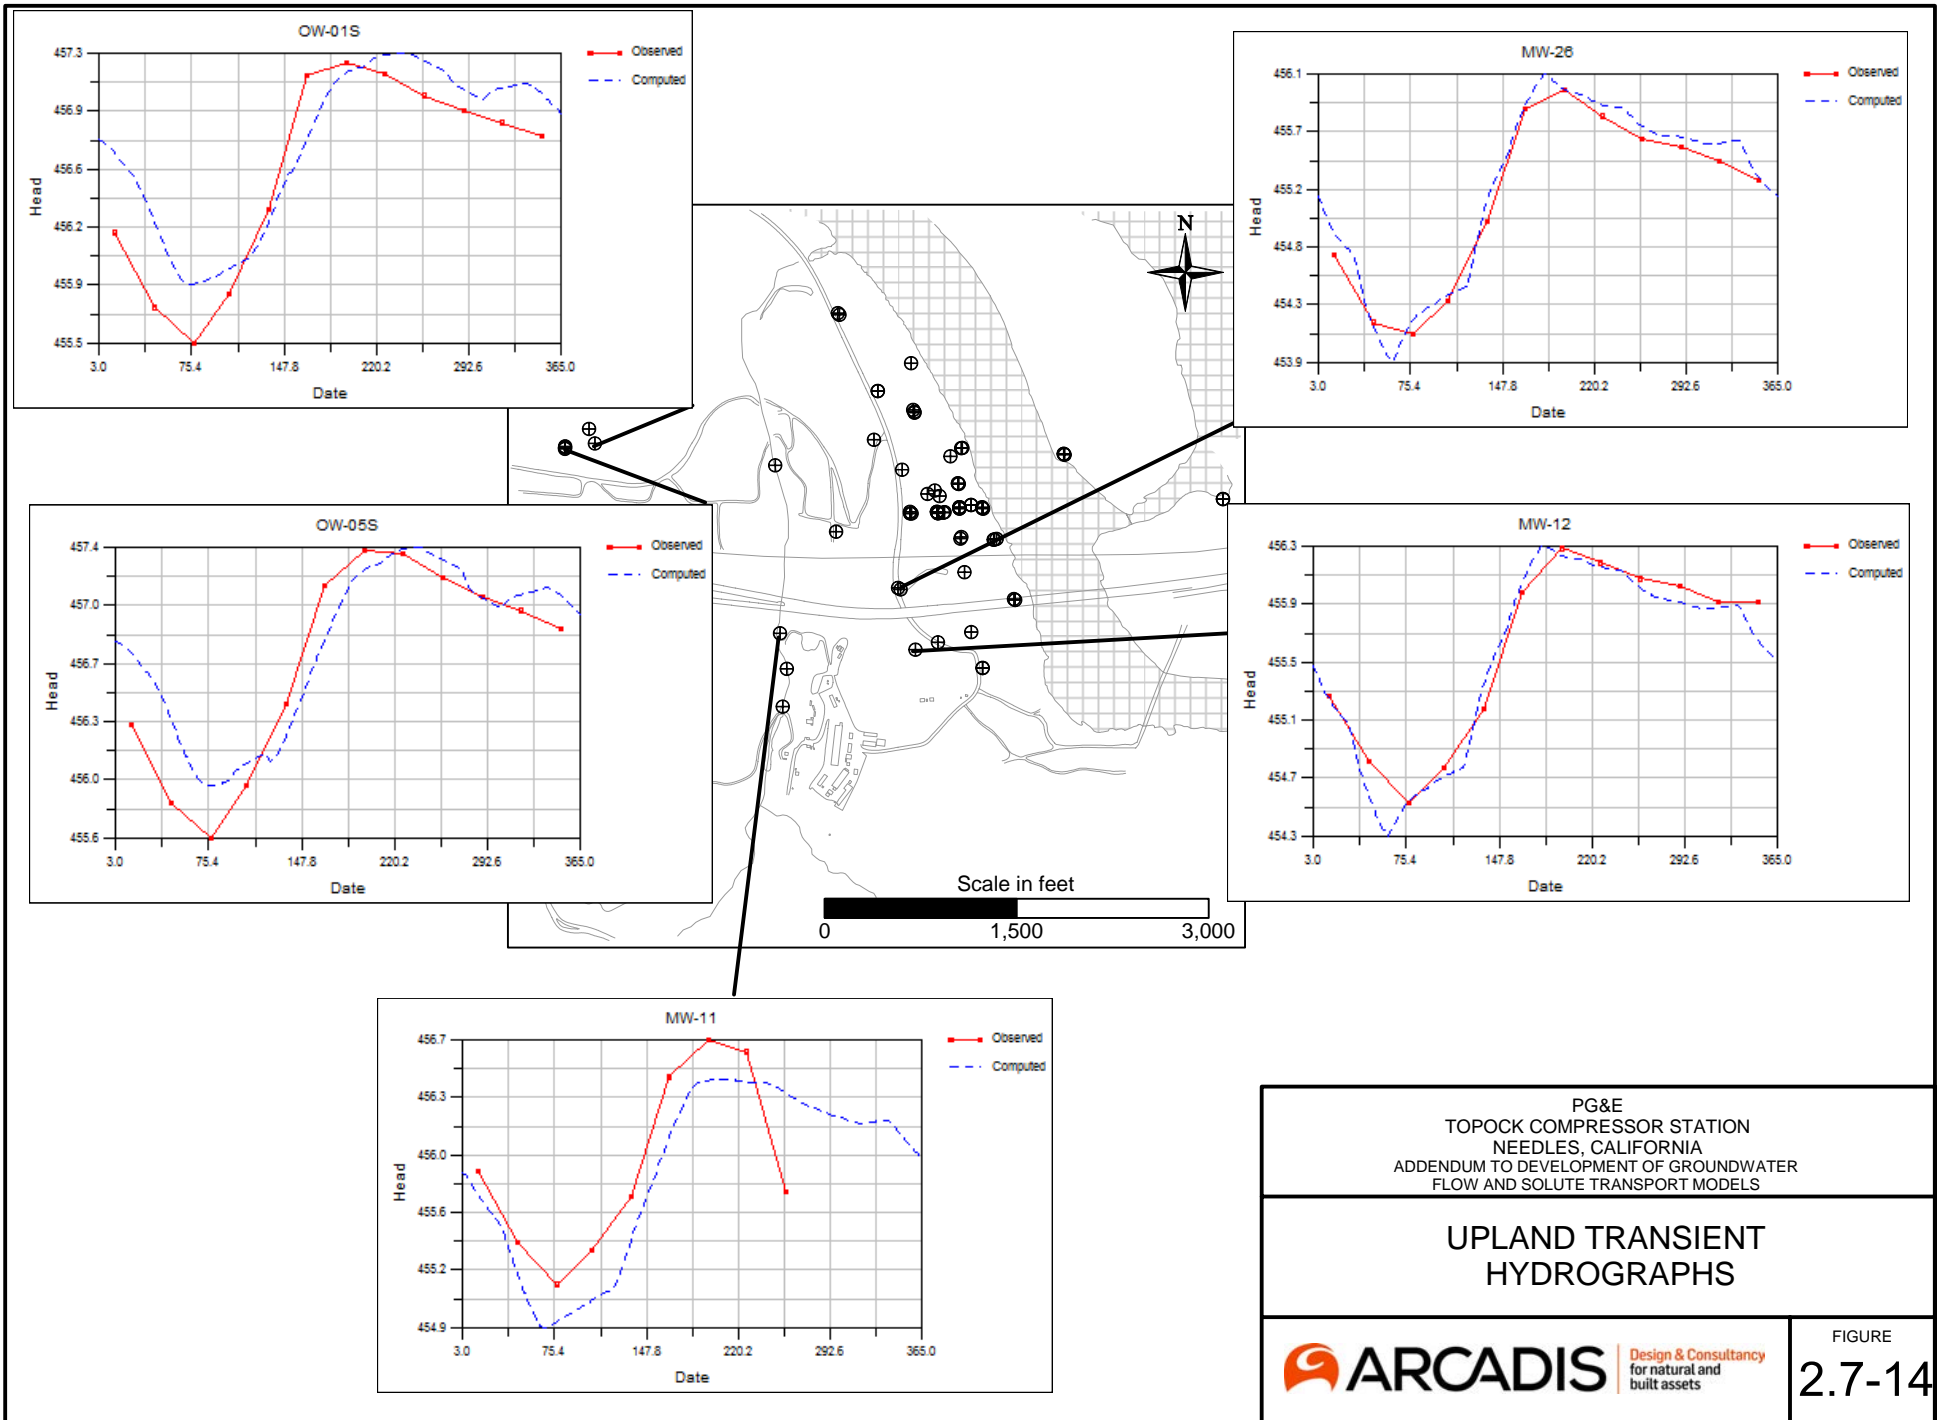 OW-01S
457.3
456.9
456.6
456.2
455.9
455.5
Head
3.0 75.4 147.8 220.2 292.6 365.0
Date
Observed
Computed
MW-26
456.1
455.7
455.2
454.8
454.3
453.9
Head
3.0 75.4 147.8 220.2 292.6 365.0
Date
Observed
Computed
N
OW-05S
457.4
457.0
456.7
456.3
456.0
455.6
Head
3.0 75.4 147.8 220.2 292.6 365.0
Date
Observed
Computed
MW-12
456.3
455.9
455.5
455.1
454.7
454.3
Head
3.0 75.4 147.8 220.2 292.6 365.0
Date
Observed
Computed
Scale in feet
0 1,500 3,000
MW-11
456.7
456.3
456.0
455.6
455.2
454.9
Head
3.0 75.4 147.8 220.2 292.6 365.0
Date
Observed
Computed
PG&E
TOPOCK COMPRESSOR STATION
NEEDLES, CALIFORNIA
ADDENDUM TO DEVELOPMENT OF GROUNDWATER
FLOW AND SOLUTE TRANSPORT MODELS
UPLAND TRANSIENT
HYDROGRAPHS
ARCADIS
Design & Consultancy
for natural and
built assets
FIGURE
2.7-14